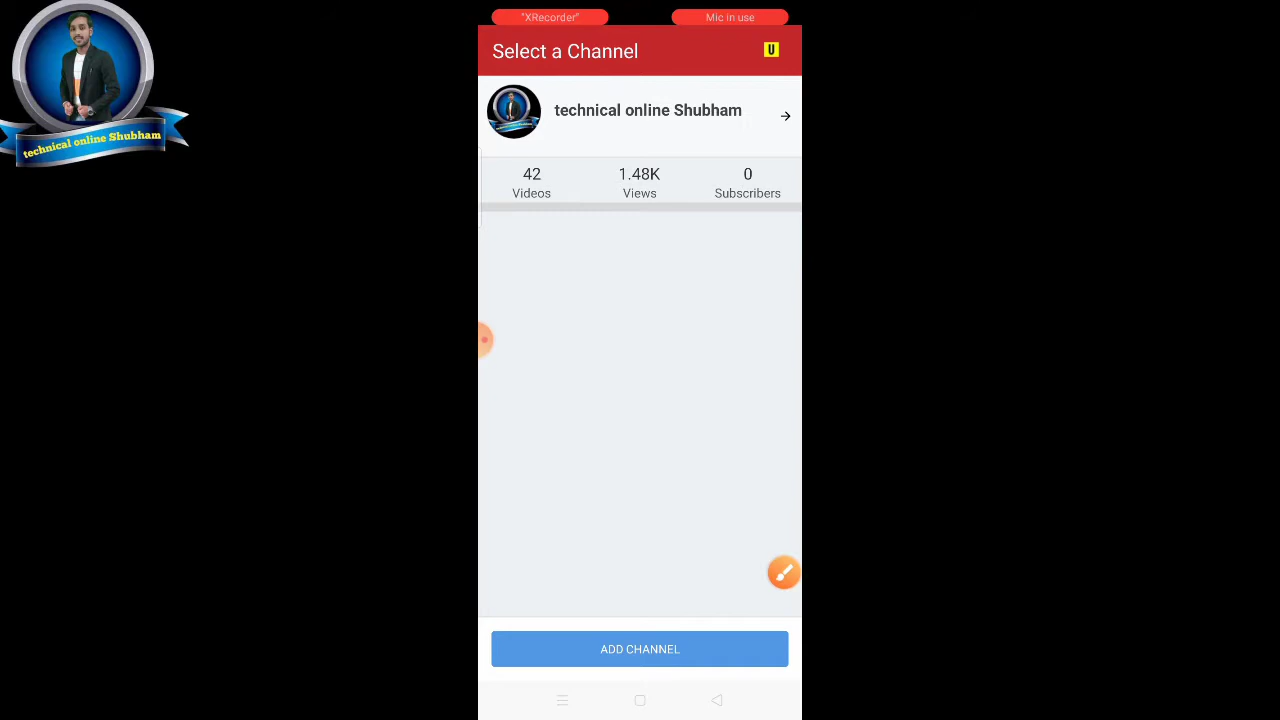 "XRecorder"
Mic in use
Select a Channel
U
technical online Shubham
technical online Shubham
42
1.48K
0
Videos
Views
Subscribers
ADD CHANNEL